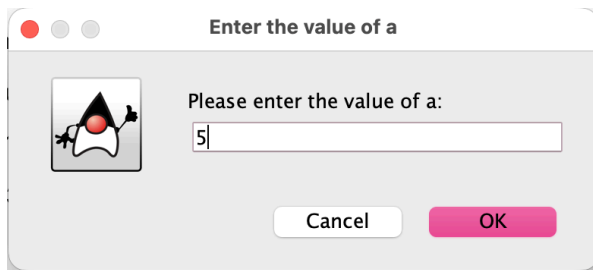 Enter the value of a
Please enter the value of a:
5
Cancel
OK